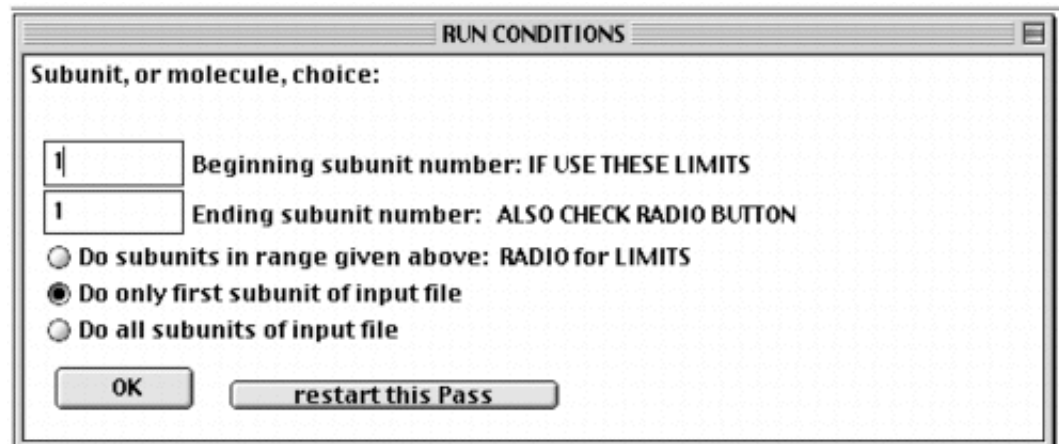 RUN CONDITIONS
Subunit, or molecule, choice:
1 Beginning subunit number: IF USE THESE LIMITS
1 Ending subunit number: ALSO CHECK RADIO BUTTON
Do subunits in range given above: RADIO for LIMITS
Do only first subunit of input file
Do all subunits of input file
OK restart this Pass